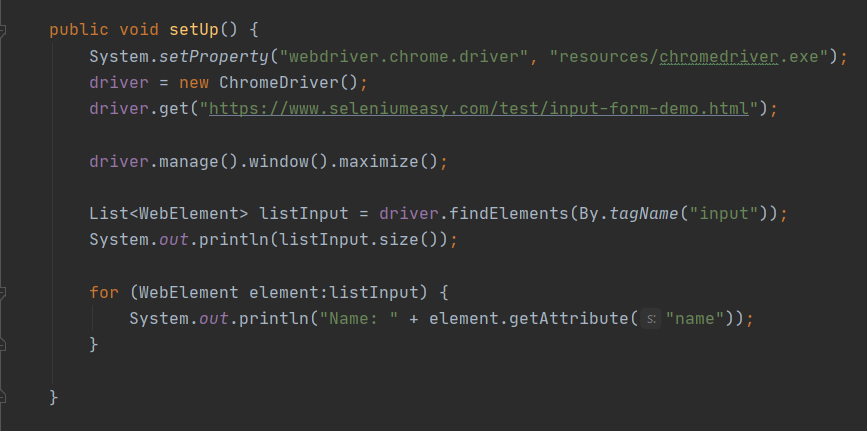 public void setUp() {
System.setProperty("webdriver.chrome.driver", "resources/chromedriver.exe");
driver = new ChromeDriver();
driver.get("https://www.seleniumeasy.com/test/input-form-demo.html");
driver.manage().window().maximize();
List<WebElement> listInput = driver.findElements(By.tagName("input"));
System.out.println(listInput.size());
for (WebElement element:listInput) {
System.out.println("Name: " + element.getAttribute( s: "name"));
}
}